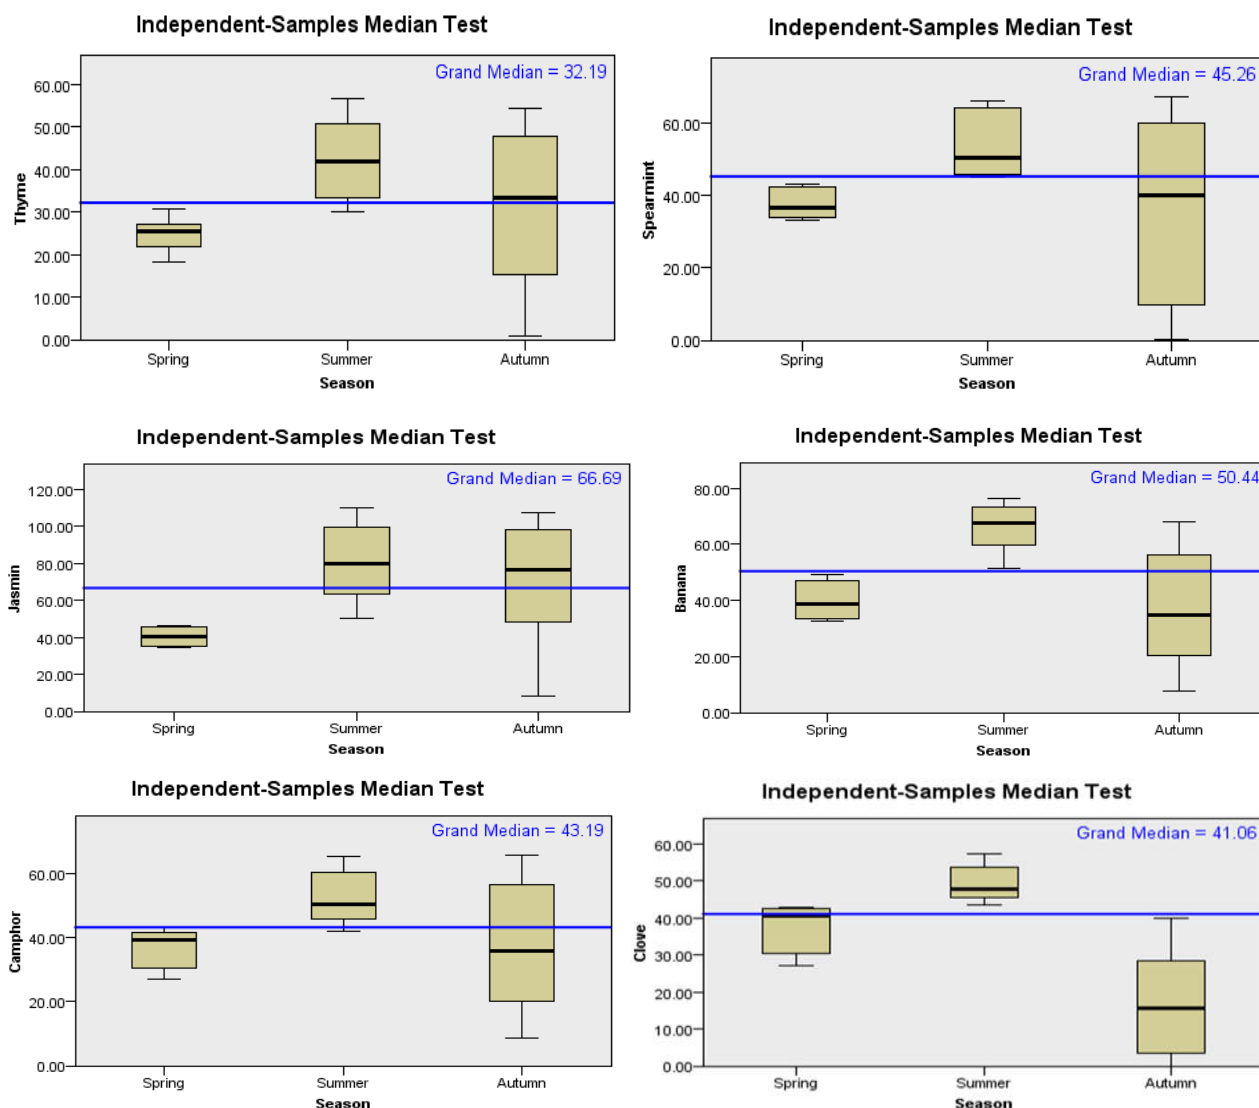 Independent-Samples Median Test
Grand Median = 32.19
60.00
50.00
40.00
30.00
20.00
10.00
0.00
Thyme
Spring Summer Autumn
Season
Independent-Samples Median Test
Grand Median = 45.26
60.00
40.00
20.00
0.00
Spearmint
Spring Summer Autumn
Season
Independent-Samples Median Test
Grand Median = 66.69
120.00
100.00
80.00
60.00
40.00
20.00
0.00
Jasmin
Spring Summer Autumn
Season
Independent-Samples Median Test
Grand Median = 50.44
80.00
60.00
40.00
20.00
0.00
Banana
Spring Summer Autumn
Season
Independent-Samples Median Test
Grand Median = 43.19
60.00
40.00
20.00
0.00
Camphor
Spring Summer Autumn
Season
Independent-Samples Median Test
Grand Median = 41.06
60.00
50.00
40.00
30.00
20.00
10.00
0.00
Clove
Spring Summer Autumn
Season